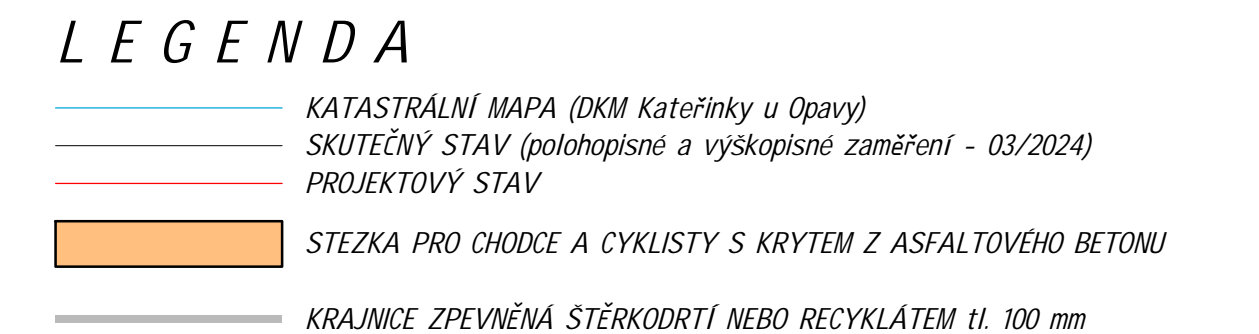 LEGENDA
KATASTRÁLNÍ MAPA (DKM Kateřinky u Opavy)
SKUTEČNÝ STAV (polohopisné a výškopisné zaměření - 03/2024)
PROJEKTOVÝ STAV
STEZKA PRO CHODCE A CYKLISTY S KRYTEM Z ASFALTOVÉHO BETONU
KRAJNICE ZPEVNĚNÁ ŠTĚRKODRTÍ NEBO RECYKLÁTEM tl. 100 mm